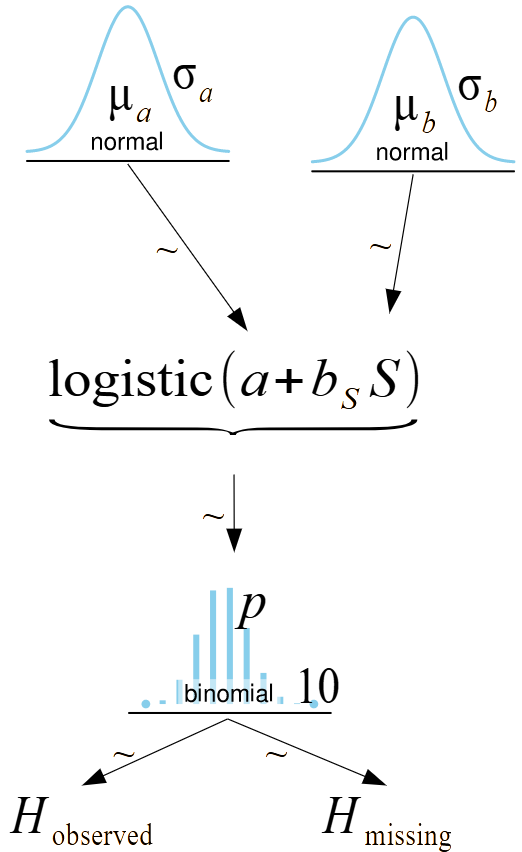 μa σa
normal
μb σb
normal
~
~
logistic(a+bS S)
~
p
binomial 10
~ ~
Hobserved
Hmissing